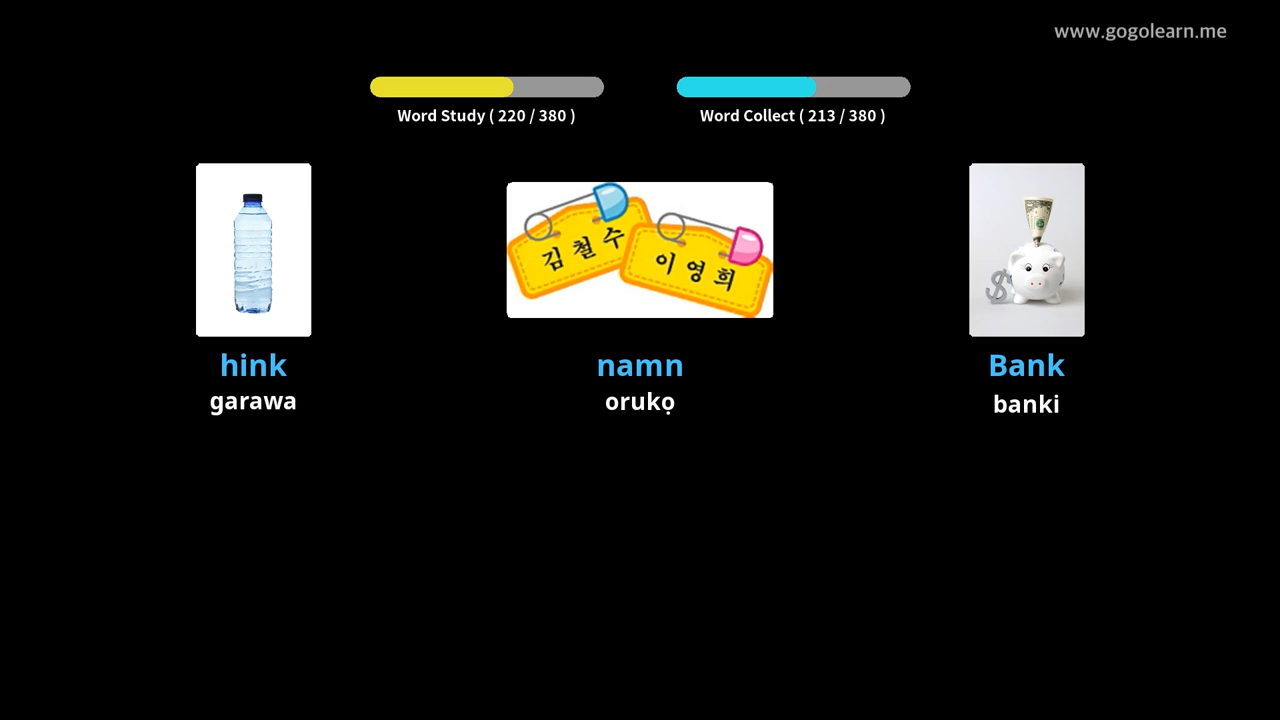 www.gogolearn.me
Word Study ( 220 / 380 )
Word Collect ( 213 / 380 )
김철수
이영희
$
hink
namn
Bank
garawa
orukọ
banki